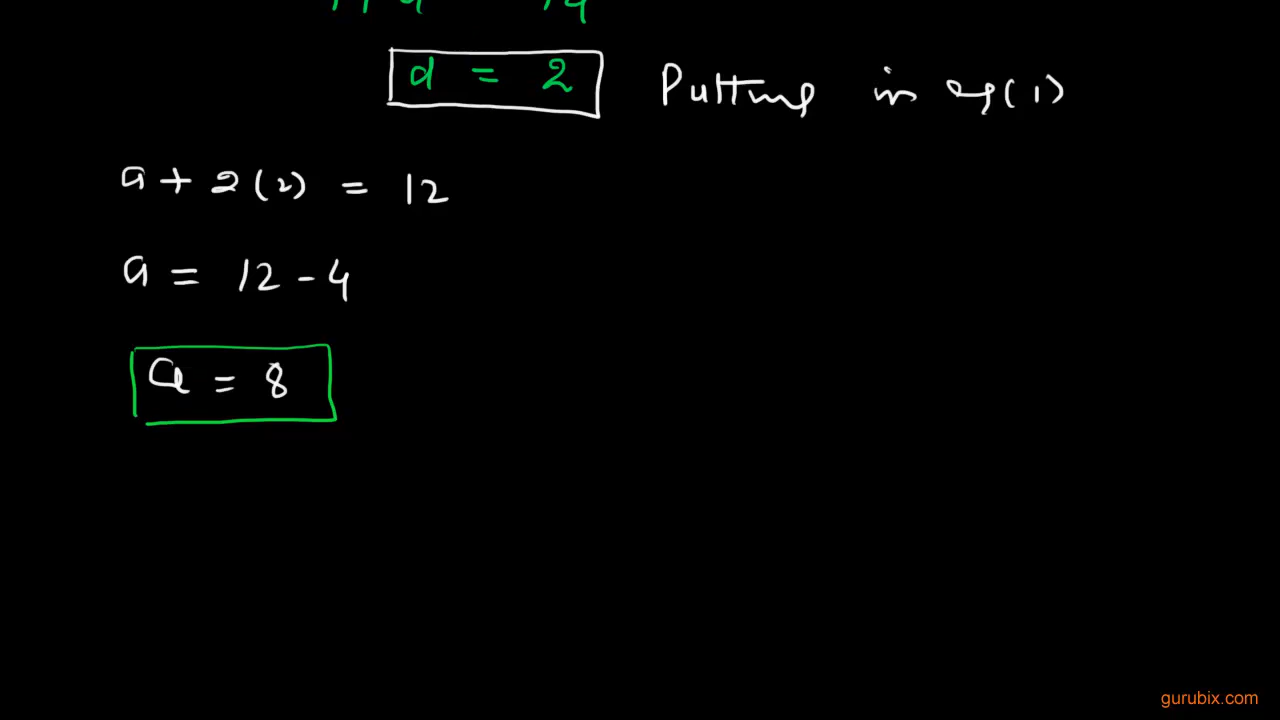 d = 2 Putting in eq(1)
a + 2(2) = 12
a = 12 - 4
a = 8
gurubix.com